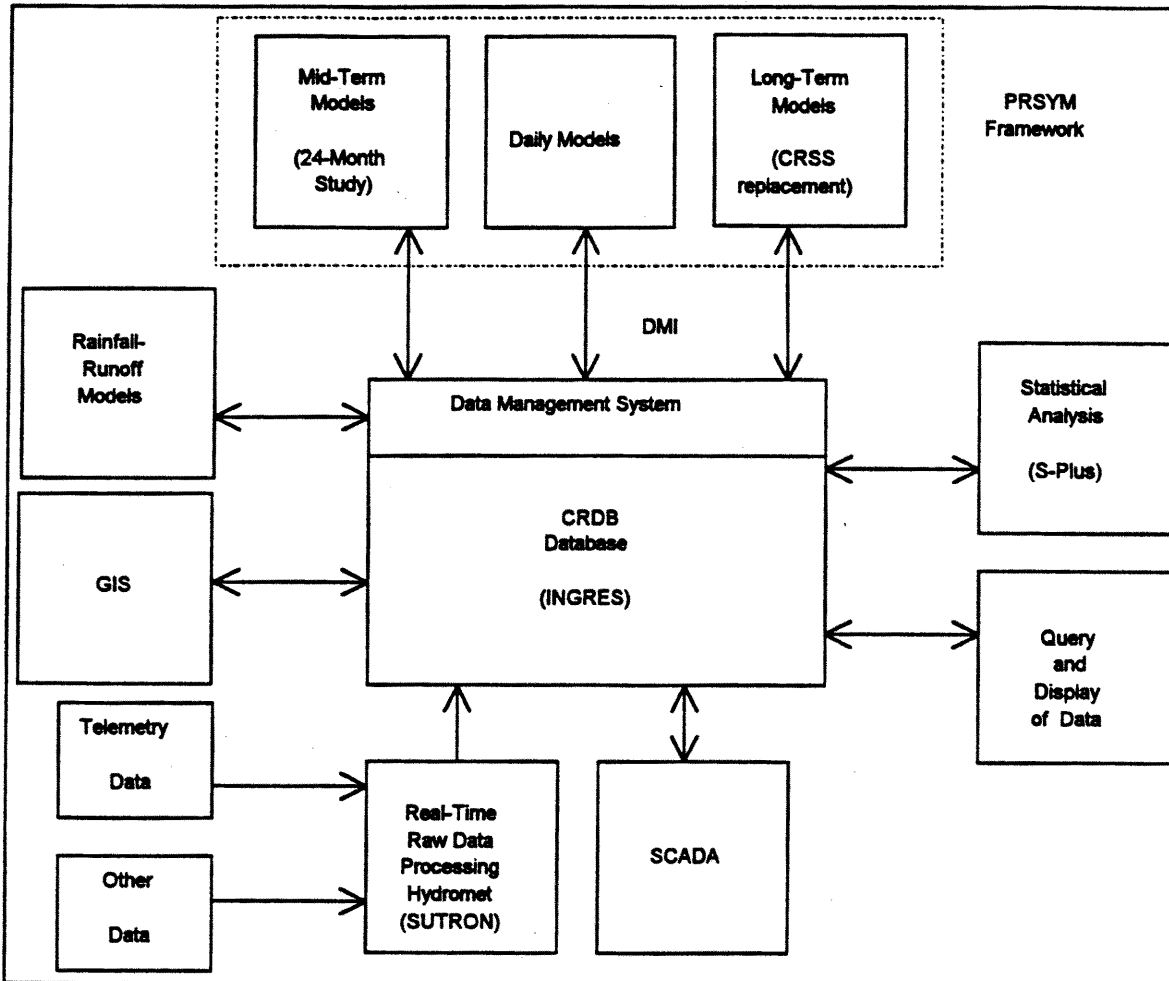 Mid-Term
Models
(24-Month
Study)
Daily Models
Long-Term
Models
(CRSS
replacement)
PRSYM
Framework
DMI
Rainfall-
Runoff
Models
Data Management System
Statistical
Analysis
(S-Plus)
CRDB
Database
(INGRES)
GIS
Query
and
Display
of Data
Telemetry
Data
Other
Data
Real-Time
Raw Data
Processing
Hydromet
(SUTRON)
SCADA